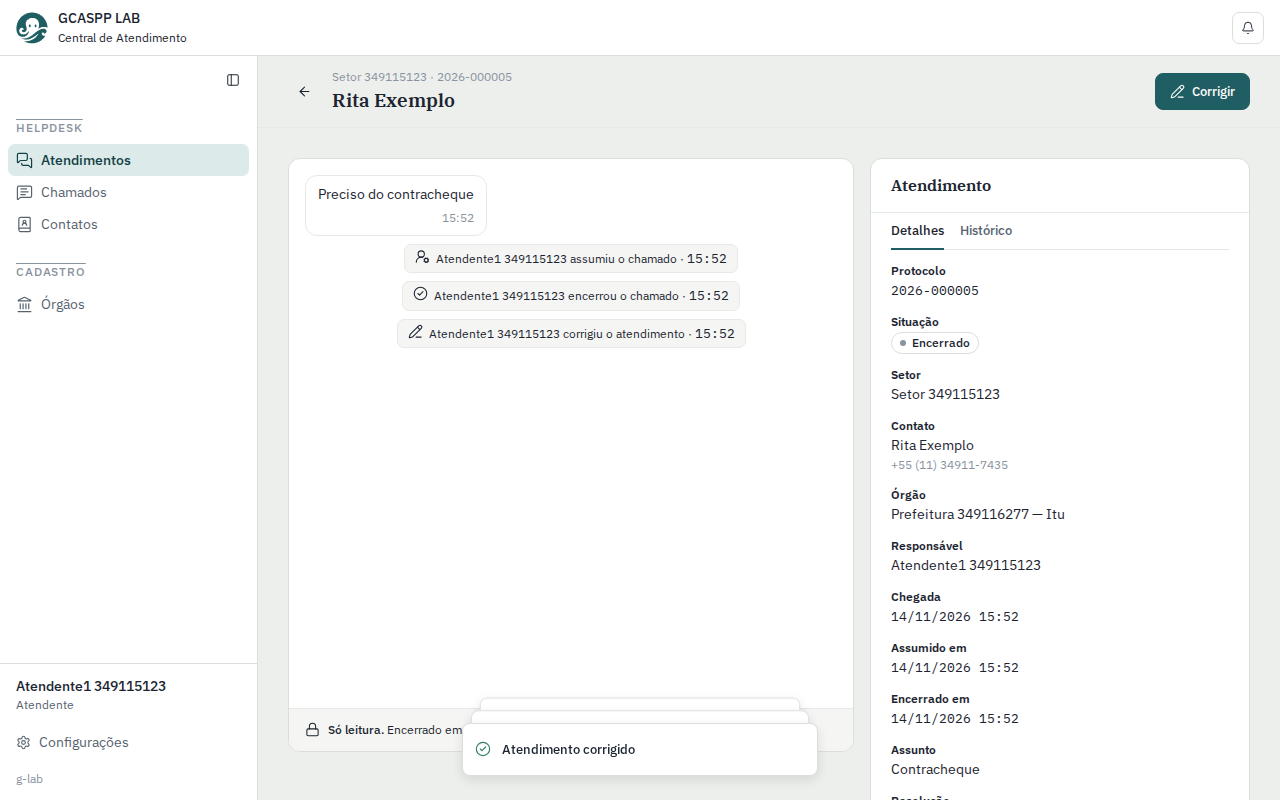 GCASPP LAB
Central de Atendimento
HELPDESK
Atendimentos
Chamados
Contatos
CADASTRO
Órgãos
Atendente1 349115123
Atendente
Configurações
g-lab
Setor 349115123 · 2026-000005
Rita Exemplo
Corrigir
Preciso do contracheque
15:52
Atendente1 349115123 assumiu o chamado · 15:52
Atendente1 349115123 encerrou o chamado · 15:52
Atendente1 349115123 corrigiu o atendimento · 15:52
Só leitura. Encerrado em
Atendimento corrigido
Atendimento
Detalhes Histórico
Protocolo
2026-000005
Situação
Encerrado
Setor
Setor 349115123
Contato
Rita Exemplo
+55 (11) 34911-7435
Órgão
Prefeitura 349116277 — Itu
Responsável
Atendente1 349115123
Chegada
14/11/2026 15:52
Assumido em
14/11/2026 15:52
Encerrado em
14/11/2026 15:52
Assunto
Contracheque